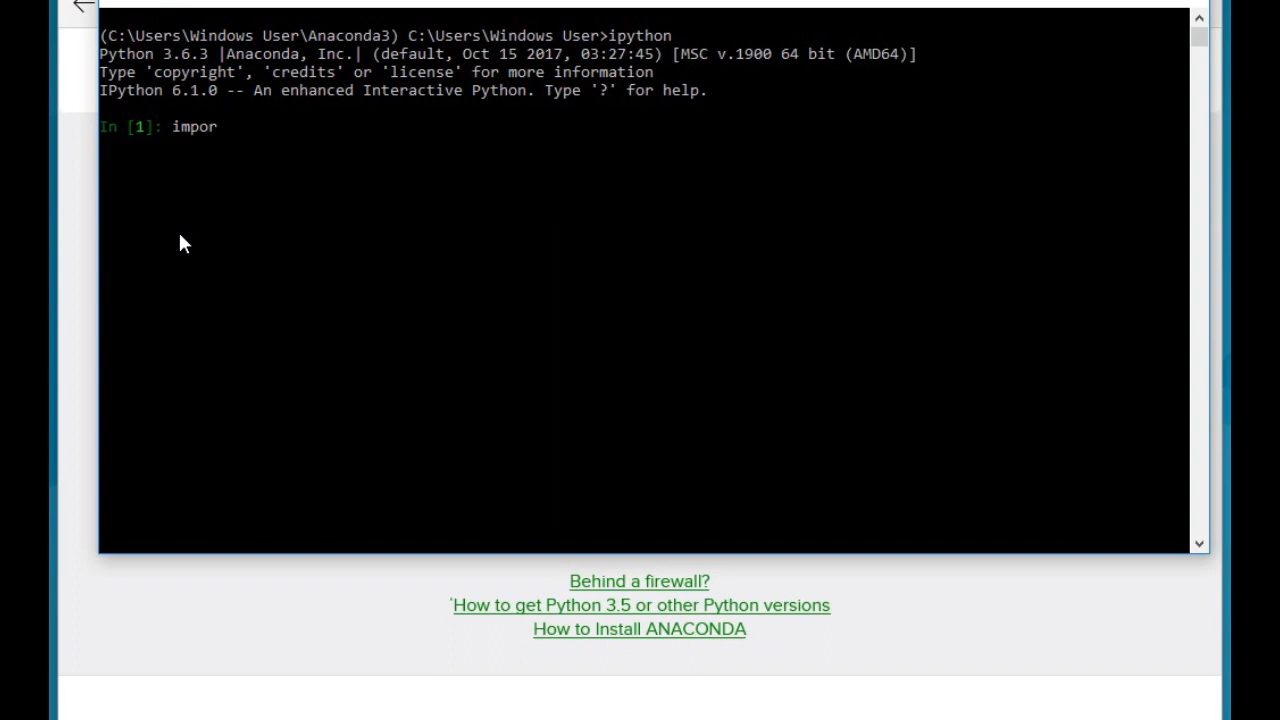 (C:\Users\Windows User\Anaconda3) C:\Users\Windows User>ipython
Python 3.6.3 |Anaconda, Inc.| (default, Oct 15 2017, 03:27:45) [MSC v.1900 64 bit (AMD64)]
Type 'copyright', 'credits' or 'license' for more information
IPython 6.1.0 -- An enhanced Interactive Python. Type '?' for help.
In [1]: impor
Behind a firewall?
*How to get Python 3.5 or other Python versions
How to Install ANACONDA